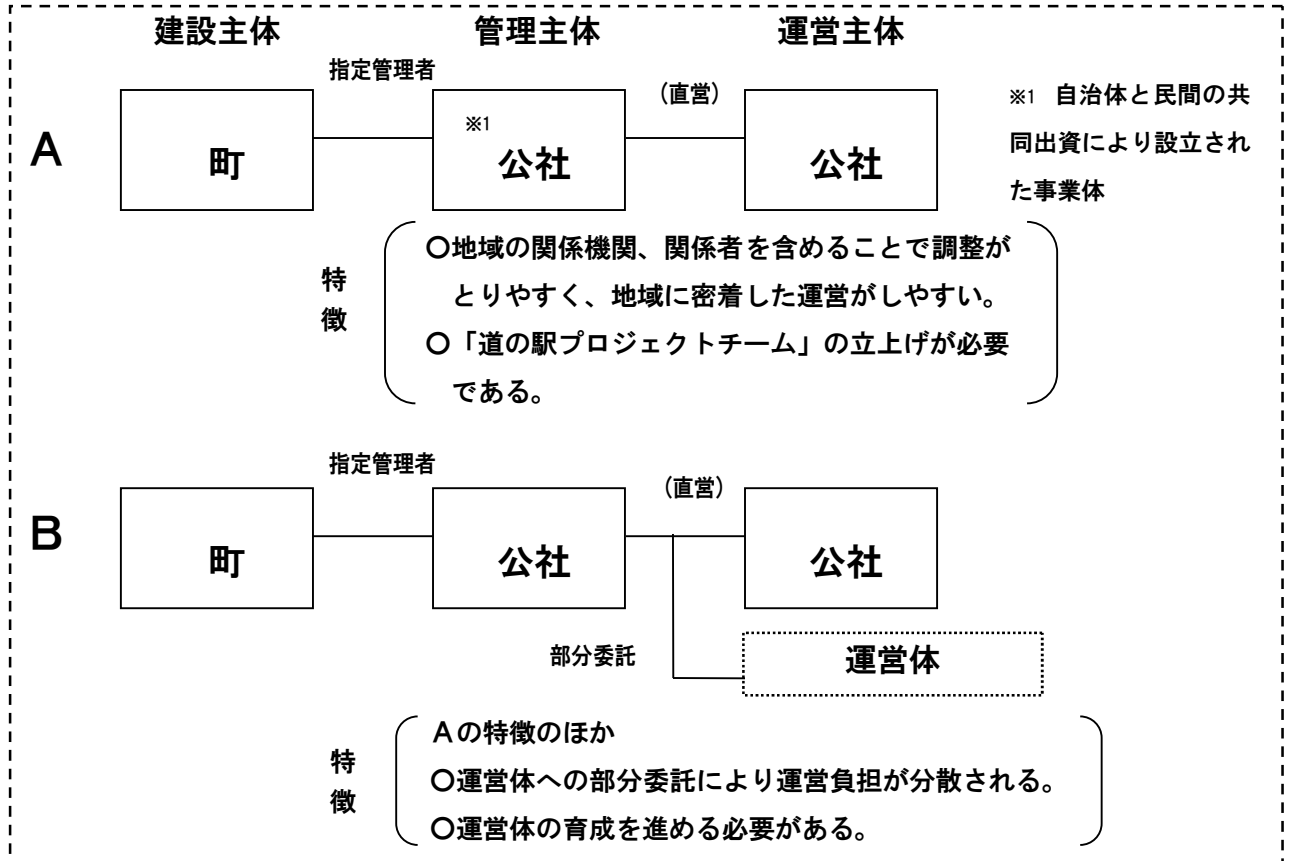 建設主体 管理主体 運営主体
指定管理者
(直営)
A
町
※1
公社
公社
※1 自治体と民間の共
同出資により設立され
た事業体
特徴
〇地域の関係機関、関係者を含めることで調整が
とりやすく、地域に密着した運営がしやすい。
〇「道の駅プロジェクトチーム」の立上げが必要
である。
指定管理者
(直営)
B
町
公社
公社
部分委託
運営体
特徴
Aの特徴のほか
〇運営体への部分委託により運営負担が分散される。
〇運営体の育成を進める必要がある。